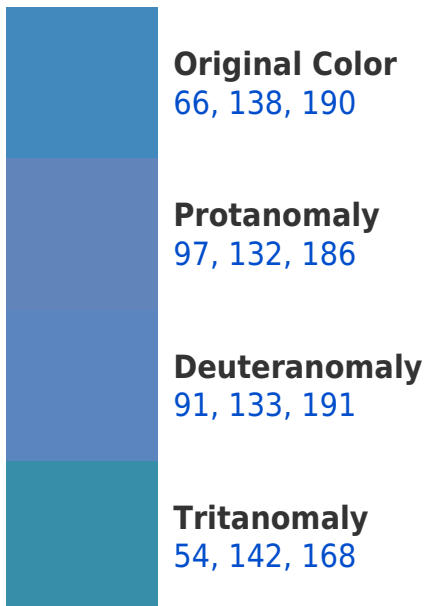 Original Color
66, 138, 190
Protanomaly
97, 132, 186
Deuteranomaly
91, 133, 191
Tritanomaly
54, 142, 168